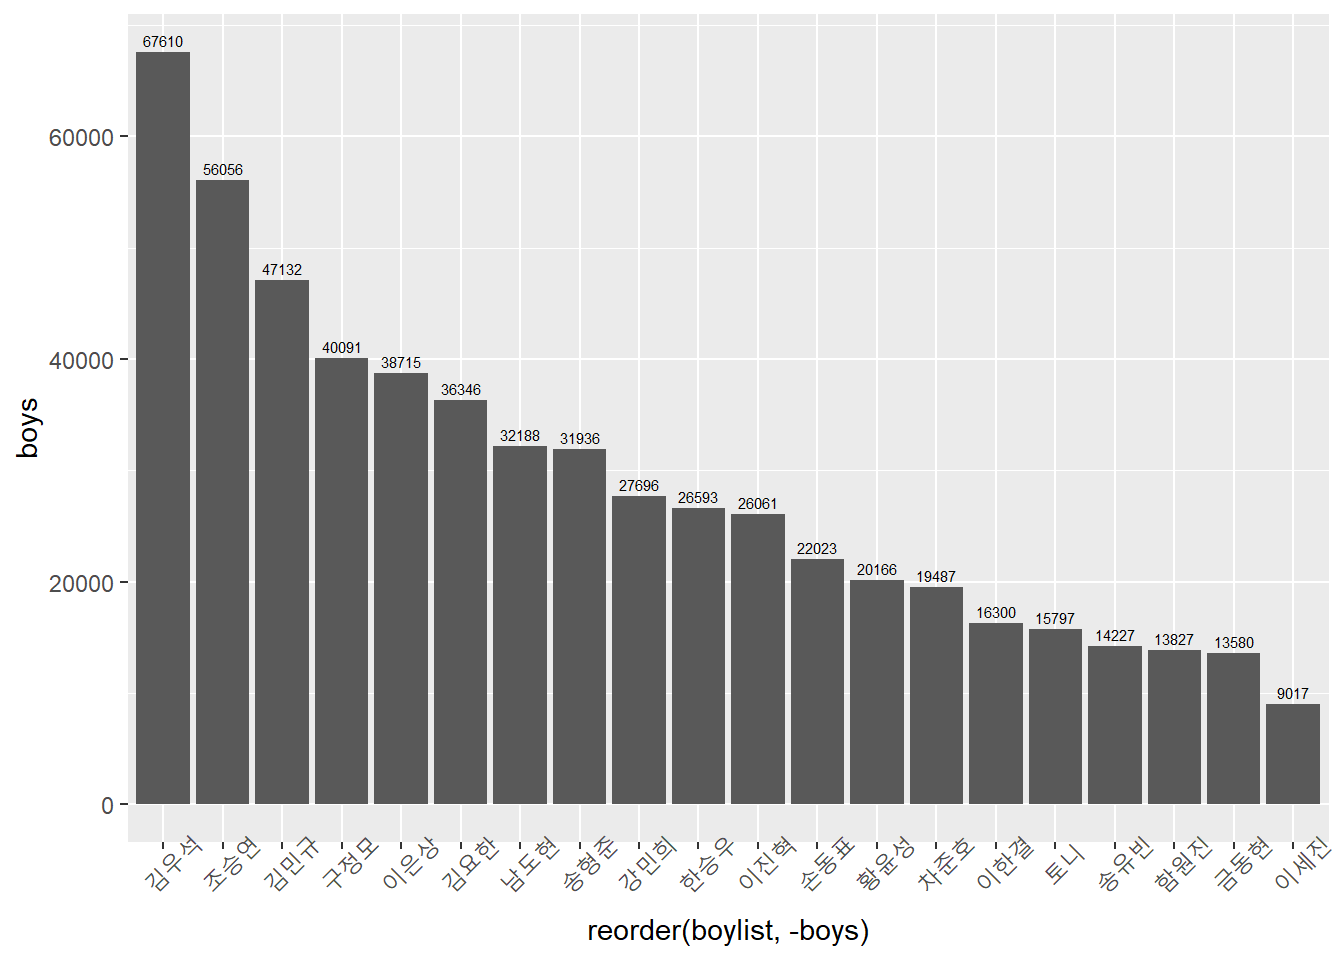 67610
56056
47132
40091
38715
36346
32188
31936
27696
26593
26061
22023
20166
19487
16300
15797
14227
13827
13580
9017
60000
40000
20000
0
boys
김우석
조승연
김민규
구정모
이은상
김요한
남도현
송형준
강민희
한승우
이진혁
손동표
황윤성
차준호
이한결
토니
송유빈
함원진
금동현
이세진
reorder(boylist, -boys)